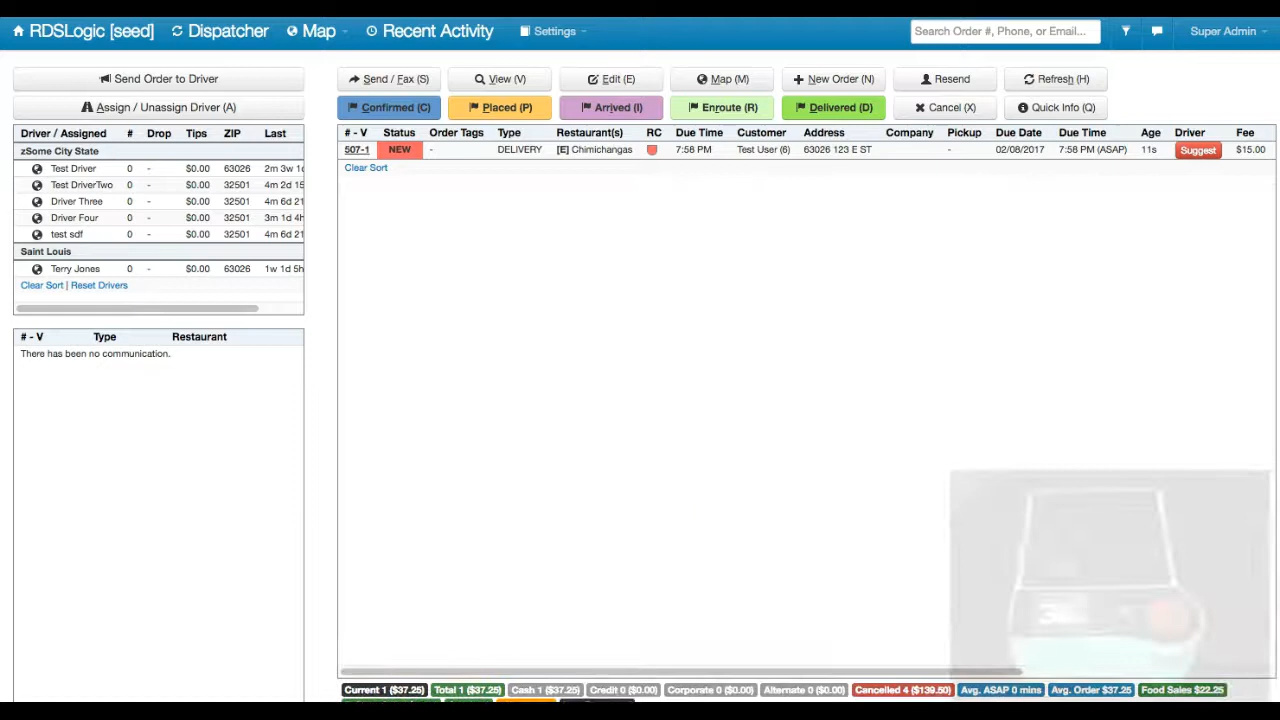 RDSLogic [seed] Dispatcher Map Recent Activity Settings Search Order #, Phone, or Email... Super Admin
Send Order to Driver
Assign / Unassign Driver (A)
Driver / Assigned # Drop Tips ZIP Last
zSome City State
Test Driver 0 - $0.00 63026 2m 3w 1d
Test DriverTwo 0 - $0.00 32501 4m 2d 15
Driver Three 0 - $0.00 32501 4m 6d 21
Driver Four 0 - $0.00 32501 3m 1d 4h
test sdf 0 - $0.00 32501 4m 6d 21
Saint Louis
Terry Jones 0 - $0.00 63026 1w 1d 5h
Clear Sort | Reset Drivers
# - V Type Restaurant
There has been no communication.
Send / Fax (S) View (V) Edit (E) Map (M) New Order (N) Resend Refresh (H)
Confirmed (C) Placed (P) Arrived (I) Enroute (R) Delivered (D) Cancel (X) Quick Info (Q)
# - V Status Order Tags Type Restaurant(s) RC Due Time Customer Address Company Pickup Due Date Due Time Age Driver Fee
507-1 NEW - DELIVERY [E] Chimichangas 7:58 PM Test User (6) 63026 123 E ST - 02/08/2017 7:58 PM (ASAP) 11s Suggest $15.00
Clear Sort
Current 1 ($37.25) Total 1 ($37.25) Cash 1 ($37.25) Credit 0 ($0.00) Corporate 0 ($0.00) Alternate 0 ($0.00) Cancelled 4 ($139.50) Avg. ASAP 0 mins Avg. Order $37.25 Food Sales $22.25